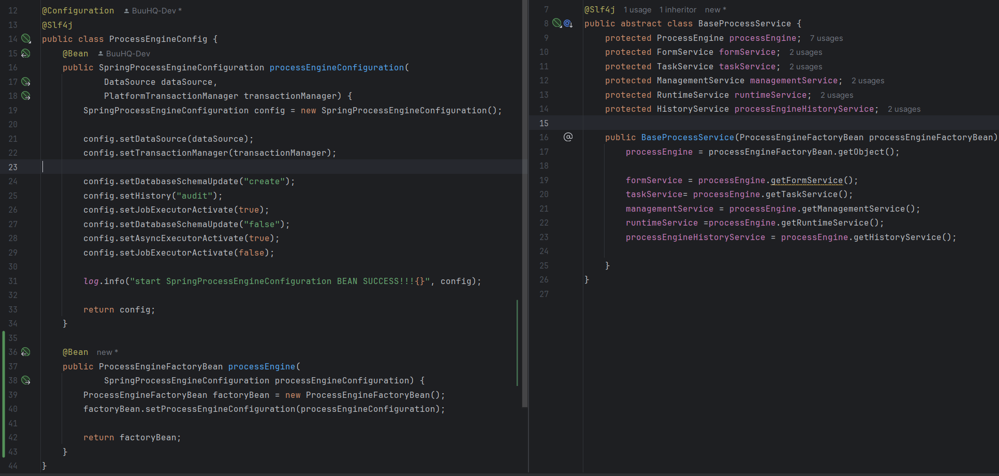 12 @Configuration BuuHQ-Dev *
13 @Slf4j
14 public class ProcessEngineConfig {
15 @Bean BuuHQ-Dev
16 public SpringProcessEngineConfiguration processEngineConfiguration(
17 DataSource dataSource,
18 PlatformTransactionManager transactionManager) {
19 SpringProcessEngineConfiguration config = new SpringProcessEngineConfiguration();
20
21 config.setDataSource(dataSource);
22 config.setTransactionManager(transactionManager);
23
24 config.setDatabaseSchemaUpdate("create");
25 config.setHistory("audit");
26 config.setJobExecutorActivate(true);
27 config.setDatabaseSchemaUpdate("false");
28 config.setAsyncExecutorActivate(true);
29 config.setJobExecutorActivate(false);
30
31 log.info("start SpringProcessEngineConfiguration BEAN SUCCESS!!!{}", config);
32
33 return config;
34 }
35
36 @Bean new *
37 public ProcessEngineFactoryBean processEngine(
38 SpringProcessEngineConfiguration processEngineConfiguration) {
39 ProcessEngineFactoryBean factoryBean = new ProcessEngineFactoryBean();
40 factoryBean.setProcessEngineConfiguration(processEngineConfiguration);
41
42 return factoryBean;
43 }
44 }
7 @Slf4j 1 usage 1 inheritor new *
8 public abstract class BaseProcessService {
9 protected ProcessEngine processEngine; 7 usages
10 protected FormService formService; 2 usages
11 protected TaskService taskService; 2 usages
12 protected ManagementService managementService; 2 usages
13 protected RuntimeService runtimeService; 2 usages
14 protected HistoryService processEngineHistoryService; 2 usages
15
16 public BaseProcessService(ProcessEngineFactoryBean processEngineFactoryBean)
17 processEngine = processEngineFactoryBean.getObject();
18
19 formService = processEngine.getFormService();
20 taskService= processEngine.getTaskService();
21 managementService = processEngine.getManagementService();
22 runtimeService =processEngine.getRuntimeService();
23 processEngineHistoryService = processEngine.getHistoryService();
24
25 }
26 }
27